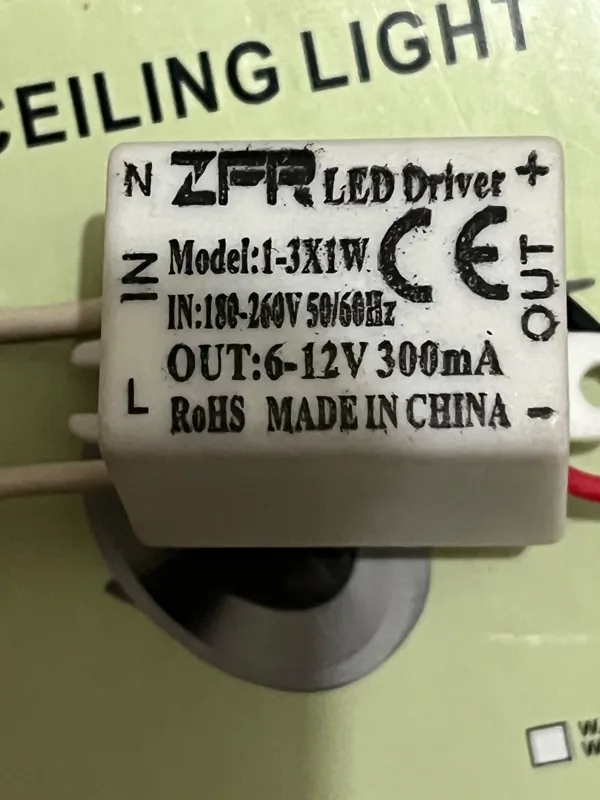 CEILING LIGHT
N ZFR LED Driver +
IN
Model:1-3X1W CE
IN:180-260V 50/60Hz
OUT
OUT:6-12V 300mA
L
RoHS MADE IN CHINA -